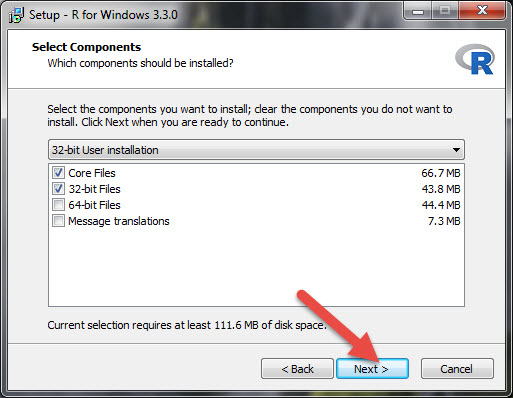 Setup - R for Windows 3.3.0
Select Components
Which components should be installed?
R
Select the components you want to install; clear the components you do not want to
install. Click Next when you are ready to continue.
32-bit User installation
Core Files 66.7 MB
32-bit Files 43.8 MB
64-bit Files 44.4 MB
Message translations 7.3 MB
Current selection requires at least 111.6 MB of disk space.
< Back Next > Cancel